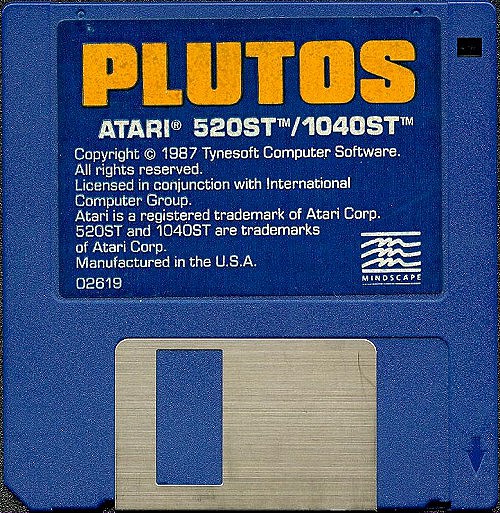 PLUTOS
ATARI® 520ST™/1040ST™
Copyright © 1987 Tynesoft Computer Software.
All rights reserved.
Licensed in conjunction with International
Computer Group.
Atari is a registered trademark of Atari Corp.
520ST and 1040ST are trademarks
of Atari Corp.
Manufactured in the U.S.A.
02619
MINDSCAPE